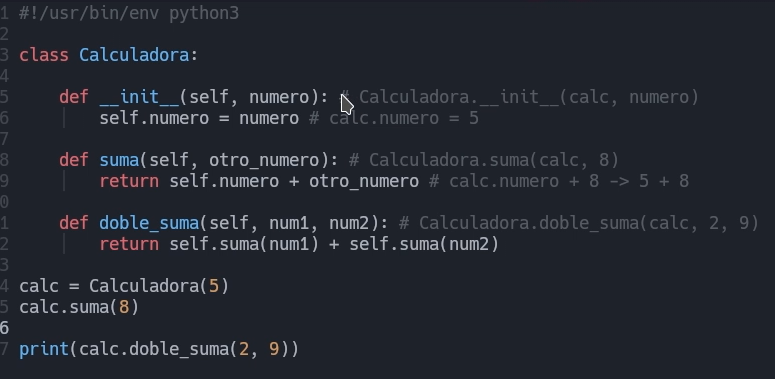 1 #!/usr/bin/env python3
2
3 class Calculadora:
4
5 def __init__(self, numero): # Calculadora.__init__(calc, numero)
6 self.numero = numero # calc.numero = 5
7
8 def suma(self, otro_numero): # Calculadora.suma(calc, 8)
9 return self.numero + otro_numero # calc.numero + 8 -> 5 + 8
0
1 def doble_suma(self, num1, num2): # Calculadora.doble_suma(calc, 2, 9)
2 return self.suma(num1) + self.suma(num2)
3
4 calc = Calculadora(5)
5 calc.suma(8)
6
7 print(calc.doble_suma(2, 9))